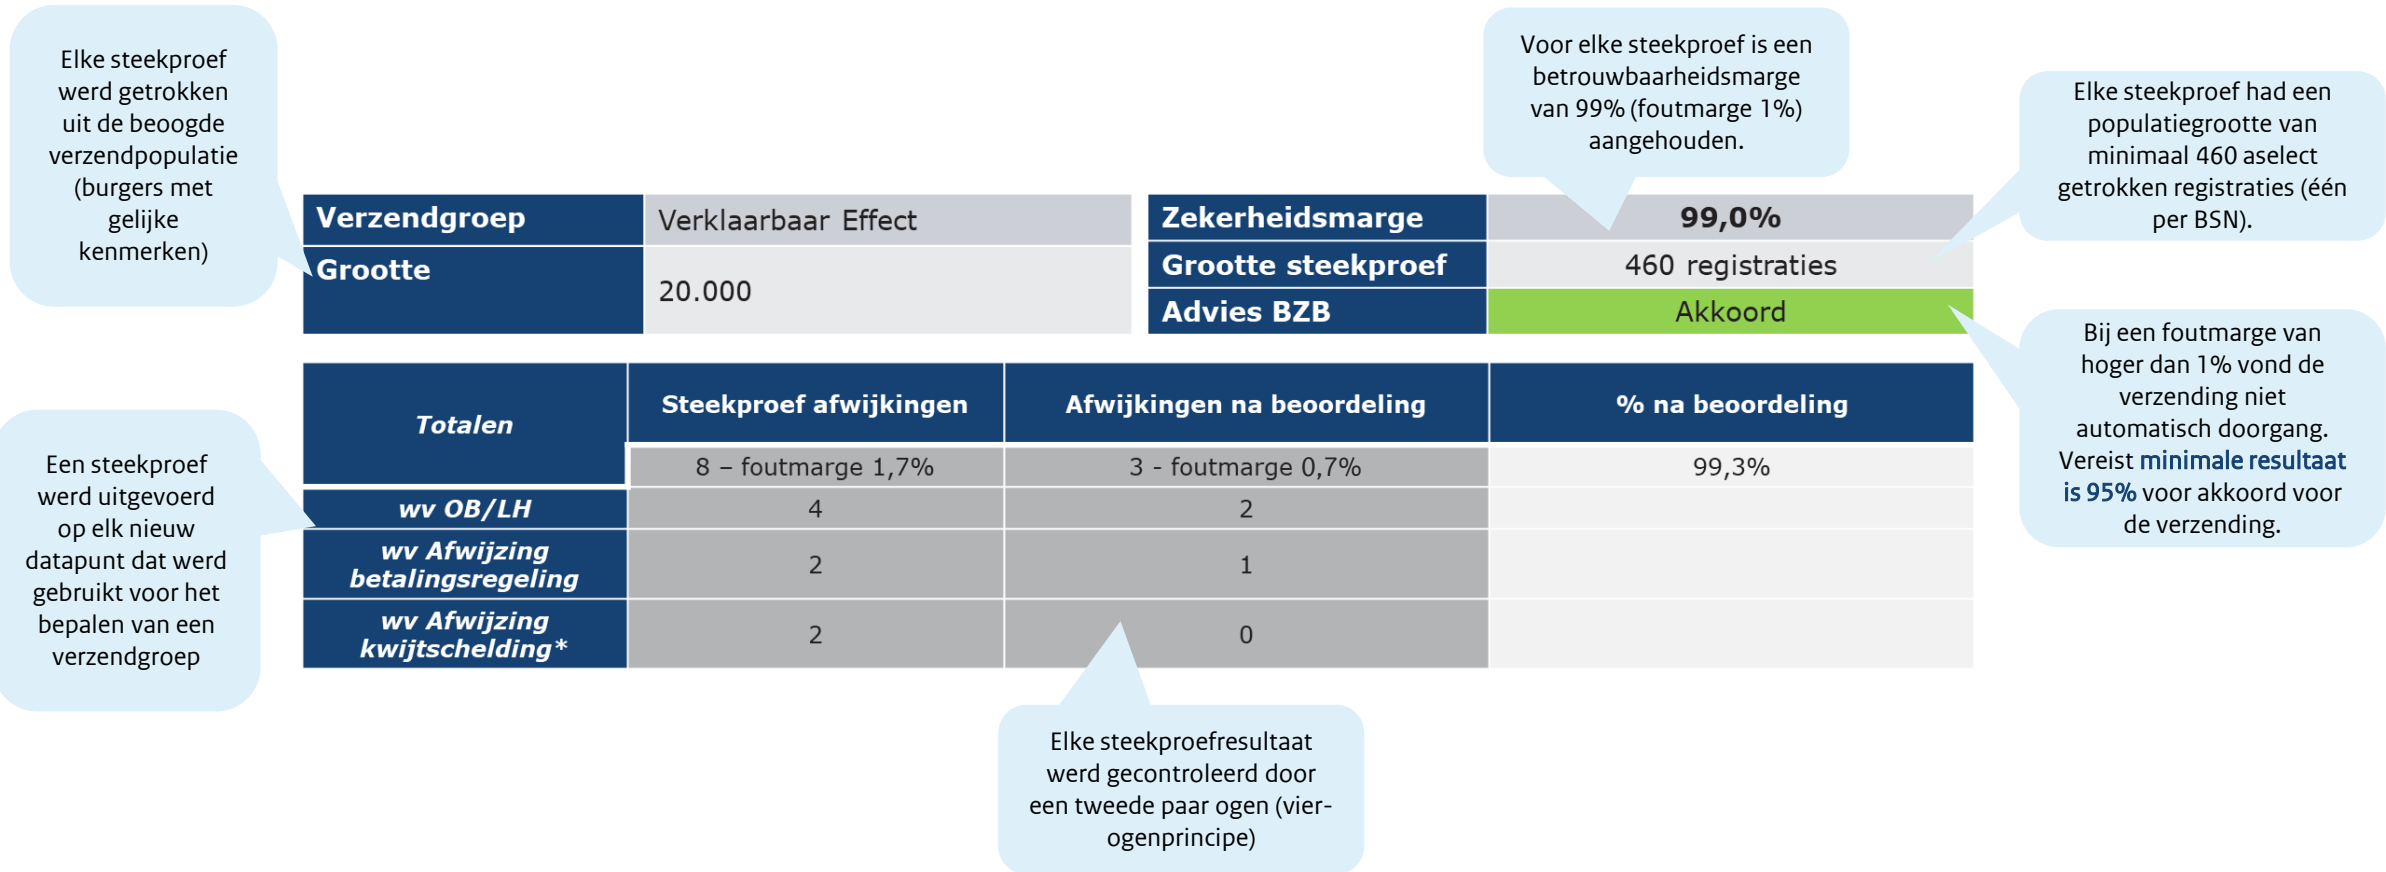 Elke steekproef
werd getrokken
uit de beoogde
verzendpopulatie
(burgers met
gelijke
kenmerken)
Voor elke steekproef is een
betrouwbaarheidsmarge
van 99% (foutmarge 1%)
aangehouden.
Elke steekproef had een
populatiegrootte van
minimaal 460 aselect
getrokken registraties (één
per BSN).
Verzendgroep
Verklaarbaar Effect
Grootte
20.000
Zekerheidsmarge
99,0%
Grootte steekproef
460 registraties
Advies BZB
Akkoord
Bij een foutmarge van
hoger dan 1% vond de
verzending niet
automatisch doorgang.
Vereist minimale resultaat
is 95% voor akkoord voor
de verzending.
Een steekproef
werd uitgevoerd
op elk nieuw
datapunt dat werd
gebruikt voor het
bepalen van een
verzendgroep
Totalen
Steekproef afwijkingen
Afwijkingen na beoordeling
% na beoordeling
8 – foutmarge 1,7%
3 - foutmarge 0,7%
99,3%
wv OB/LH
4
2
wv Afwijzing
betalingsregeling
2
1
wv Afwijzing
kwijtschelding*
2
0
Elke steekproefresultaat
werd gecontroleerd door
een tweede paar ogen (vier-
ogenprincipe)